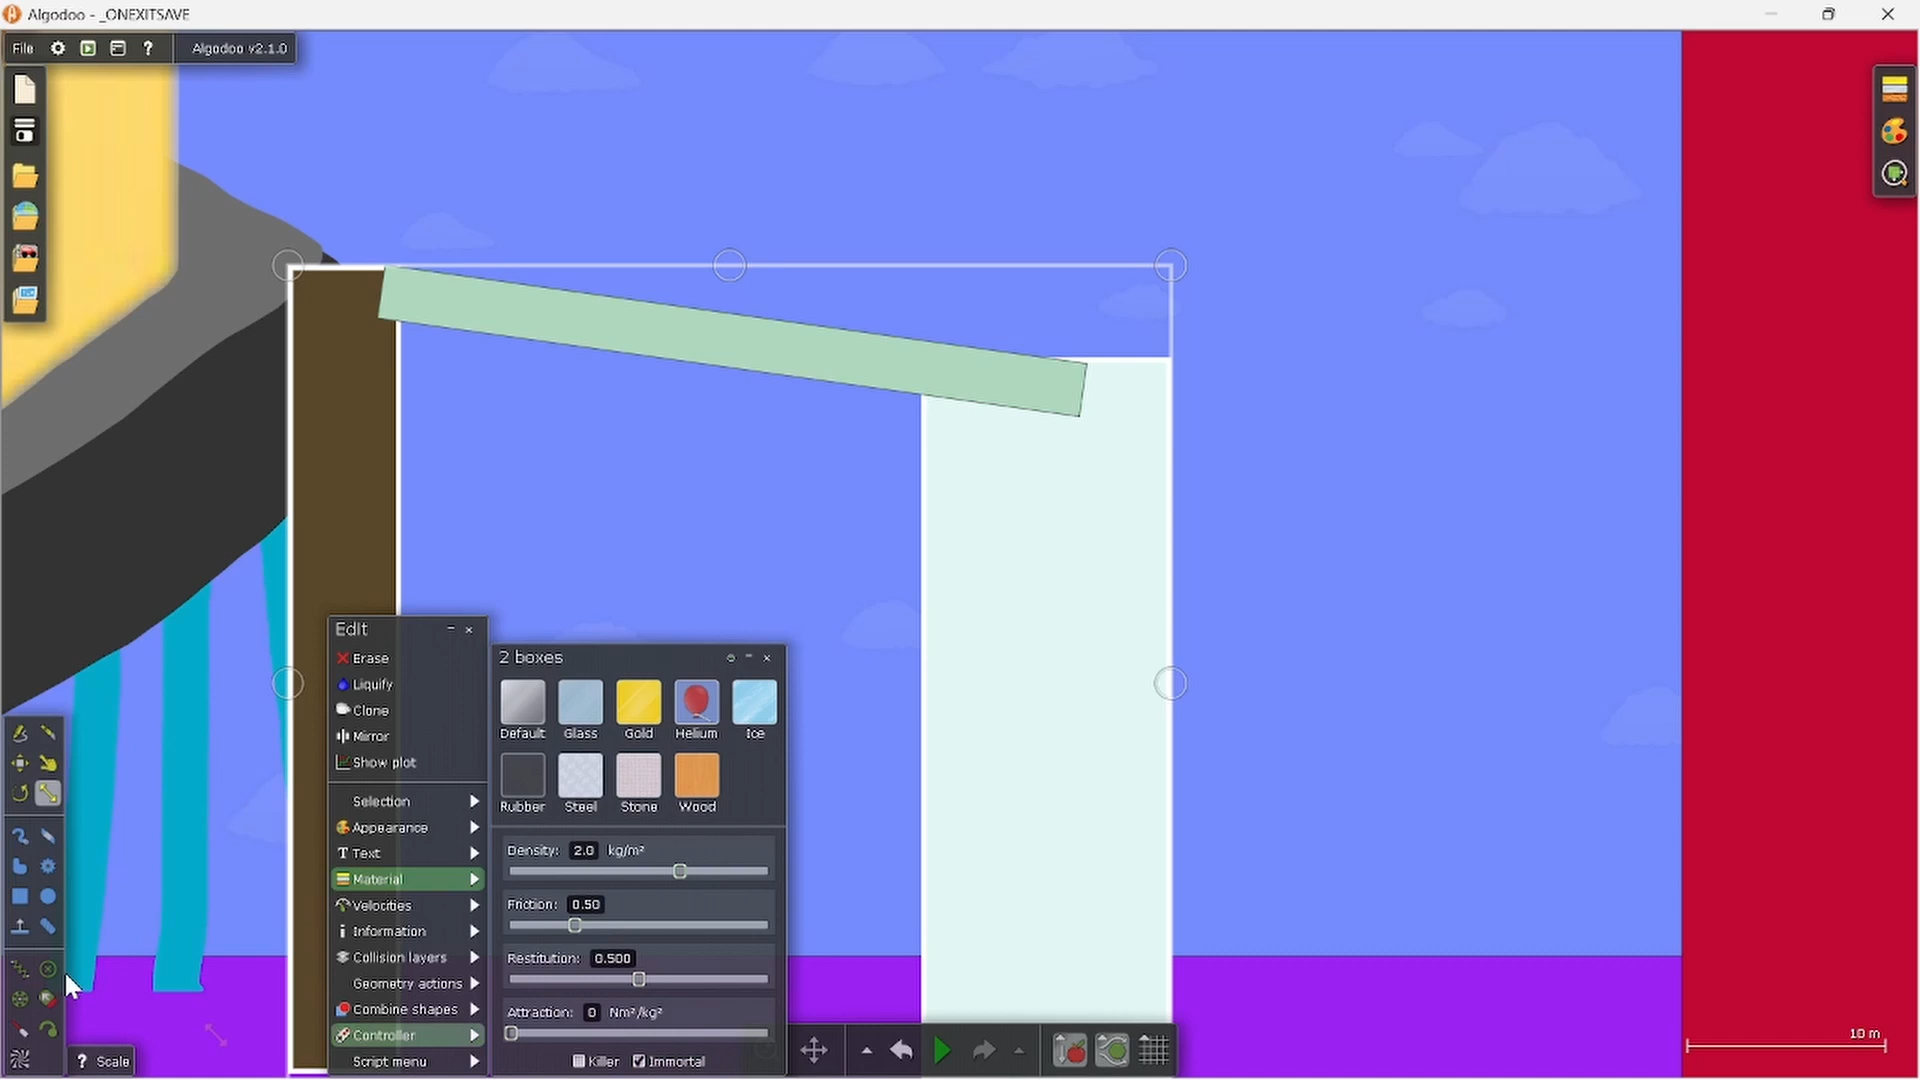 Algodoo - _ONEXITSAVE
File ? Algodoo v2.1.0
Edit
Erase
Liquify
Clone
Mirror
Show plot
Selection
Appearance
Text
Material
Velocities
Information
Collision layers
Geometry actions
Combine shapes
Controller
Script menu
2 boxes
Default Glass Gold Helium Ice
Rubber Steel Stone Wood
Density: 2.0 kg/m²
Friction: 0.50
Restitution: 0.500
Attraction: 0 Nm²/kg²
Killer Immortal
? Scale
10 m